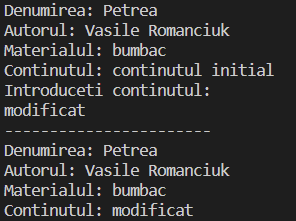 Denumirea: Petrea
Autorul: Vasile Romanciuk
Materialul: bumbac
Continutul: continutul initial
Introduceti continutul:
modificat
-----------------------
Denumirea: Petrea
Autorul: Vasile Romanciuk
Materialul: bumbac
Continutul: modificat